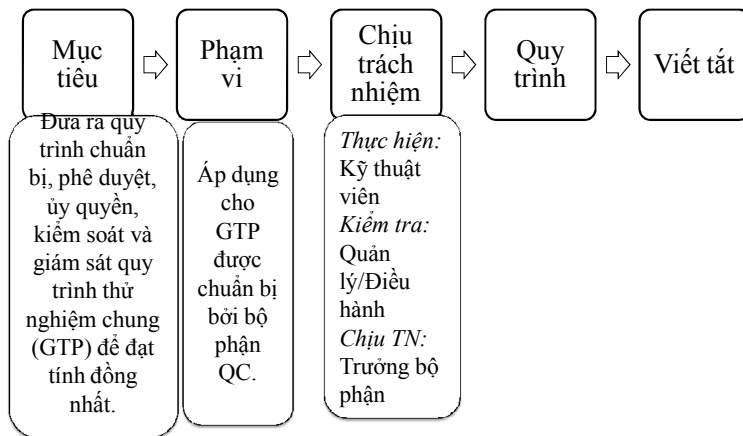 Mục
tiêu
Phạm
vi
Chịu
trách
nhiệm
Quy
trình
Viết tắt
Đưa ra quy
trình chuẩn
bị, phê duyệt,
ủy quyền,
kiểm soát và
giám sát quy
trình thử
nghiệm chung
(GTP) để đạt
tính đồng
nhất.
Áp dụng
cho
GTP
được
chuẩn bị
bởi bộ
phận
QC.
Thực hiện:
Kỹ thuật
viên
Kiểm tra:
Quản
lý/Điều
hành
Chịu TN:
Trưởng bộ
phận